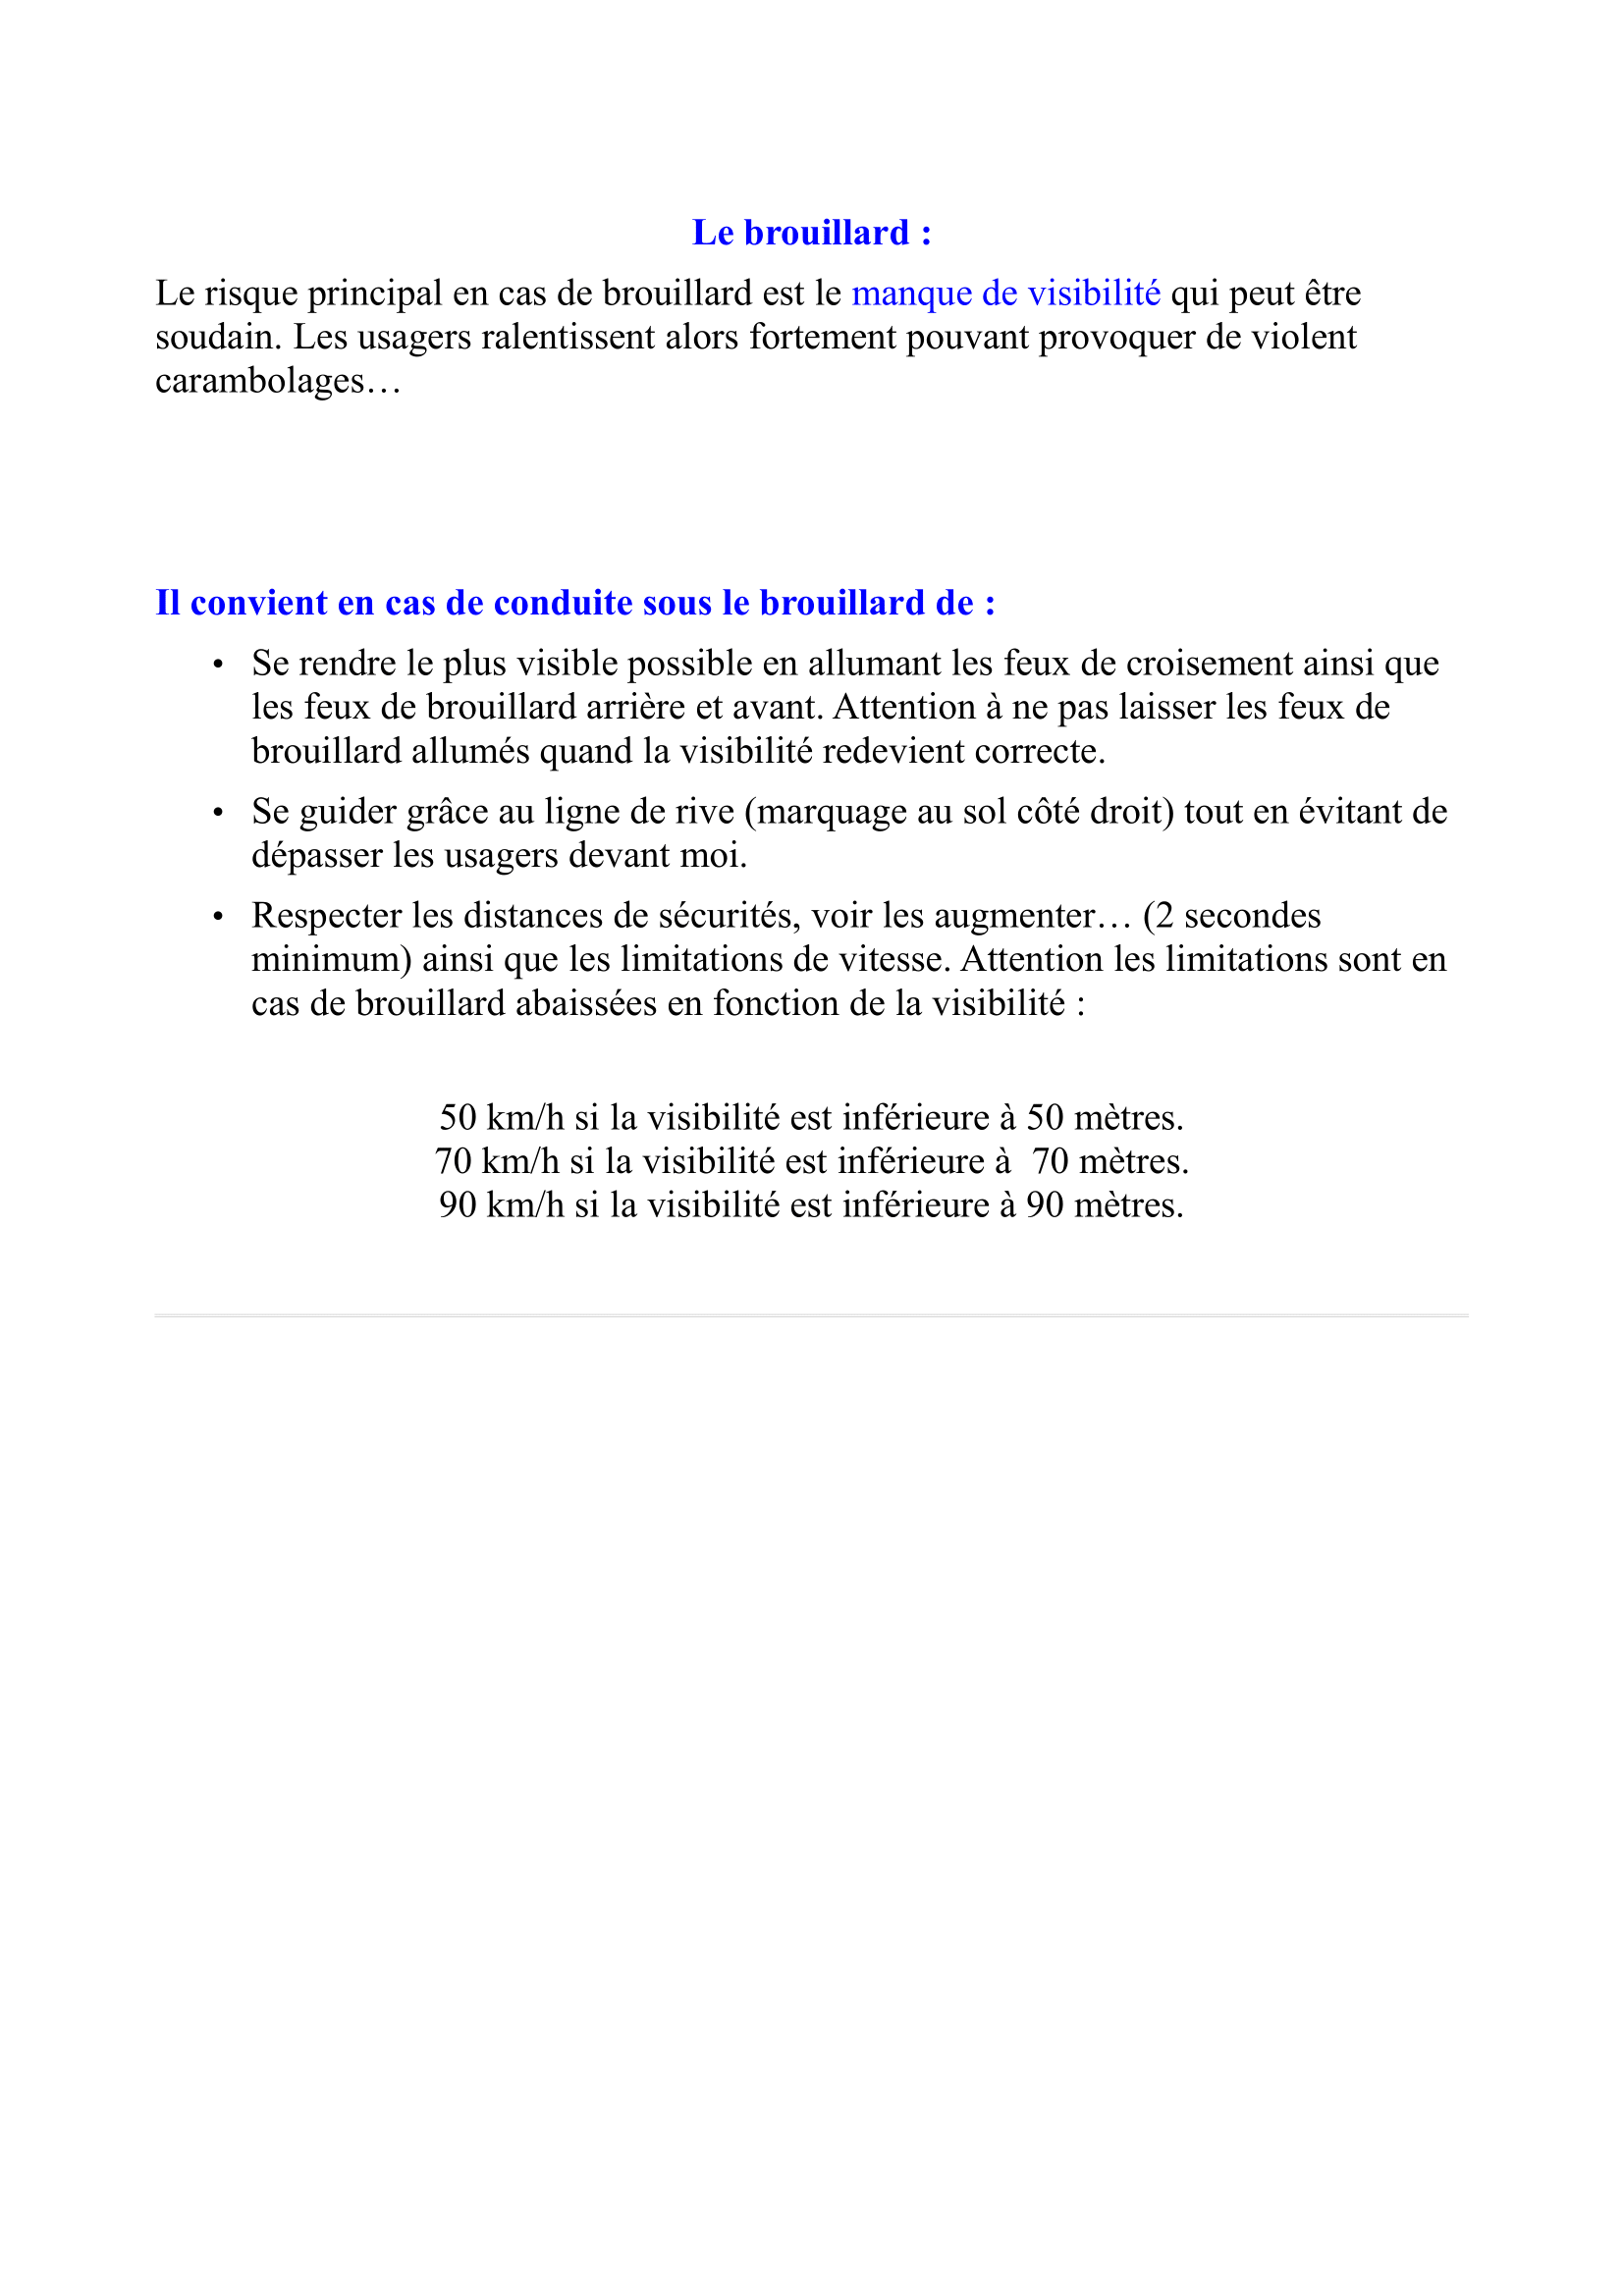 Le brouillard :
Le risque principal en cas de brouillard est le manque de visibilité qui peut être
soudain. Les usagers ralentissent alors fortement pouvant provoquer de violent
carambolages…
Il convient en cas de conduite sous le brouillard de :
• Se rendre le plus visible possible en allumant les feux de croisement ainsi que
les feux de brouillard arrière et avant. Attention à ne pas laisser les feux de
brouillard allumés quand la visibilité redevient correcte.
• Se guider grâce au ligne de rive (marquage au sol côté droit) tout en évitant de
dépasser les usagers devant moi.
• Respecter les distances de sécurités, voir les augmenter… (2 secondes
minimum) ainsi que les limitations de vitesse. Attention les limitations sont en
cas de brouillard abaissées en fonction de la visibilité :
50 km/h si la visibilité est inférieure à 50 mètres.
70 km/h si la visibilité est inférieure à  70 mètres.
90 km/h si la visibilité est inférieure à 90 mètres.